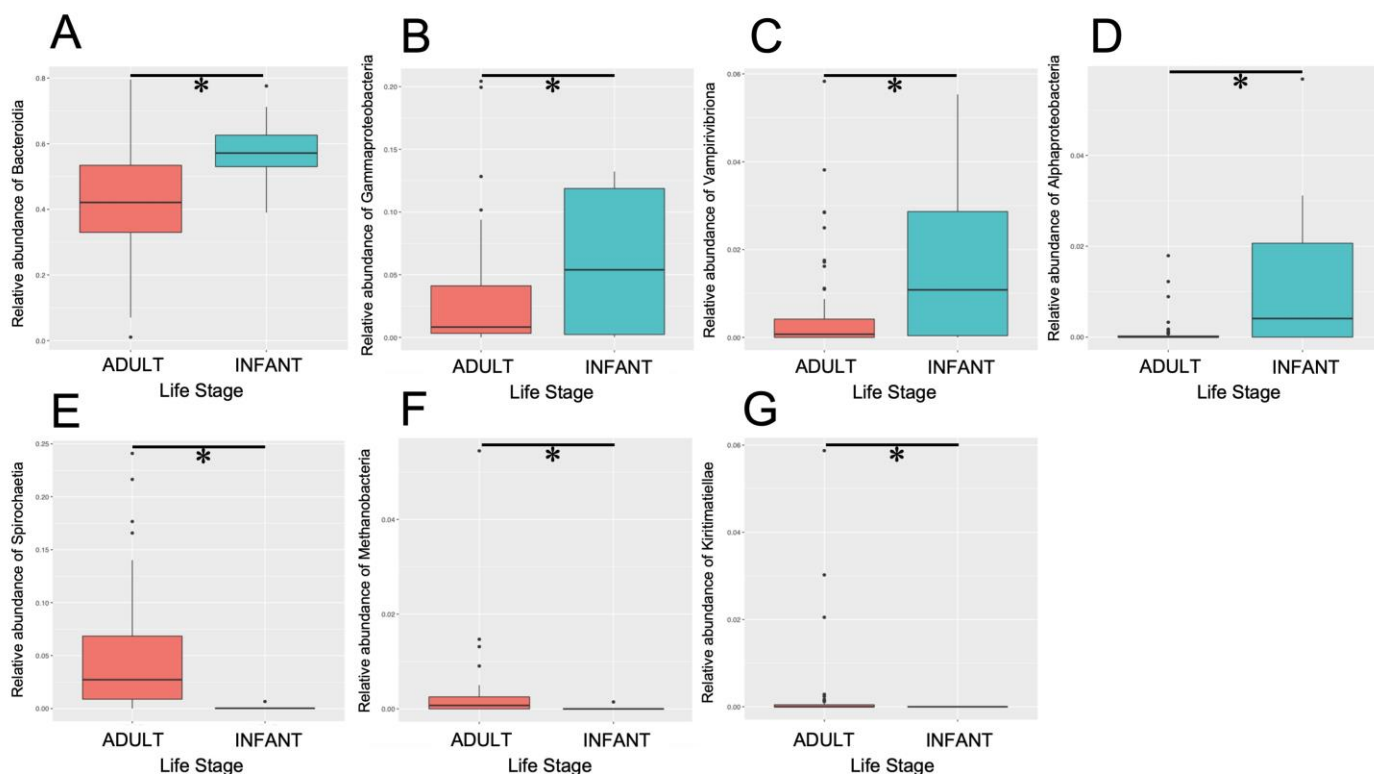 A
Relative abundance of Bacteroidia
0.8
0.6
0.4
0.2
0.0
*
ADULT INFANT
Life Stage
B
Relative abundance of Gammaproteobacteria
0.20
0.15
0.10
0.05
0.00
*
ADULT INFANT
Life Stage
C
Relative abundance of Vampirivibriona
0.06
0.04
0.02
0.00
*
ADULT INFANT
Life Stage
D
Relative abundance of Alphaproteobacteria
0.04
0.02
0.00
*
ADULT INFANT
Life Stage
E
Relative abundance of Spirochaetia
0.25
0.20
0.15
0.10
0.05
0.00
*
ADULT INFANT
Life Stage
F
Relative abundance of Methanobacteria
0.04
0.02
0.00
*
ADULT INFANT
Life Stage
G
Relative abundance of Kiritimatiellae
0.06
0.04
0.02
0.00
*
ADULT INFANT
Life Stage